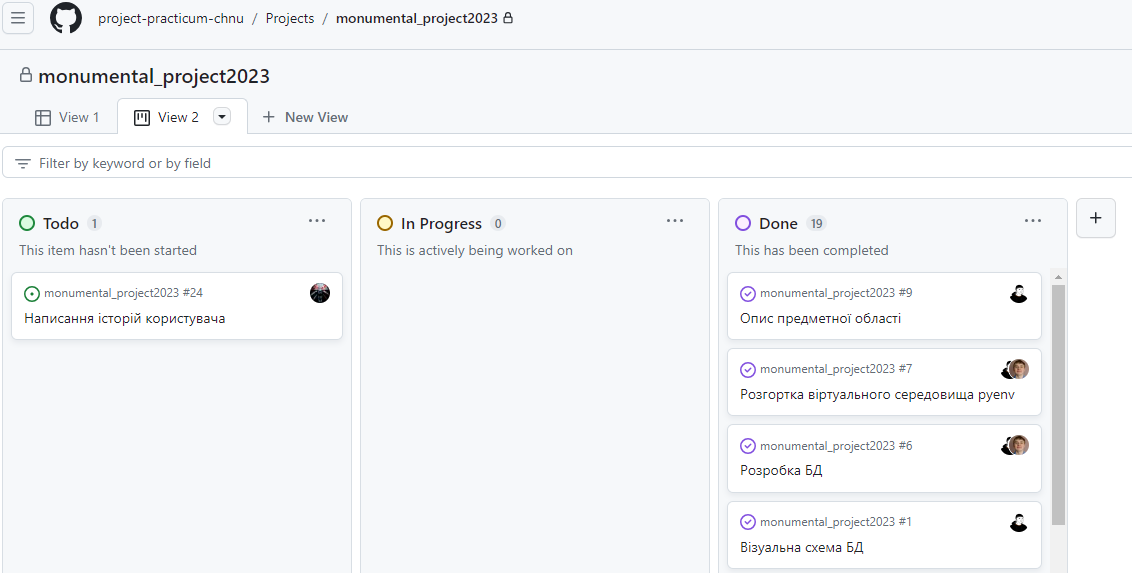 project-practicum-chnu / Projects / monumental_project2023
monumental_project2023
View 1
View 2
New View
Filter by keyword or by field
Todo 1
This item hasn't been started
monumental_project2023 #24
Написання історій користувача
In Progress 0
This is actively being worked on
Done 19
This has been completed
monumental_project2023 #9
Опис предметної області
monumental_project2023 #7
Розгортка віртуального середовища pyenv
monumental_project2023 #6
Розробка БД
monumental_project2023 #1
Візуальна схема БД